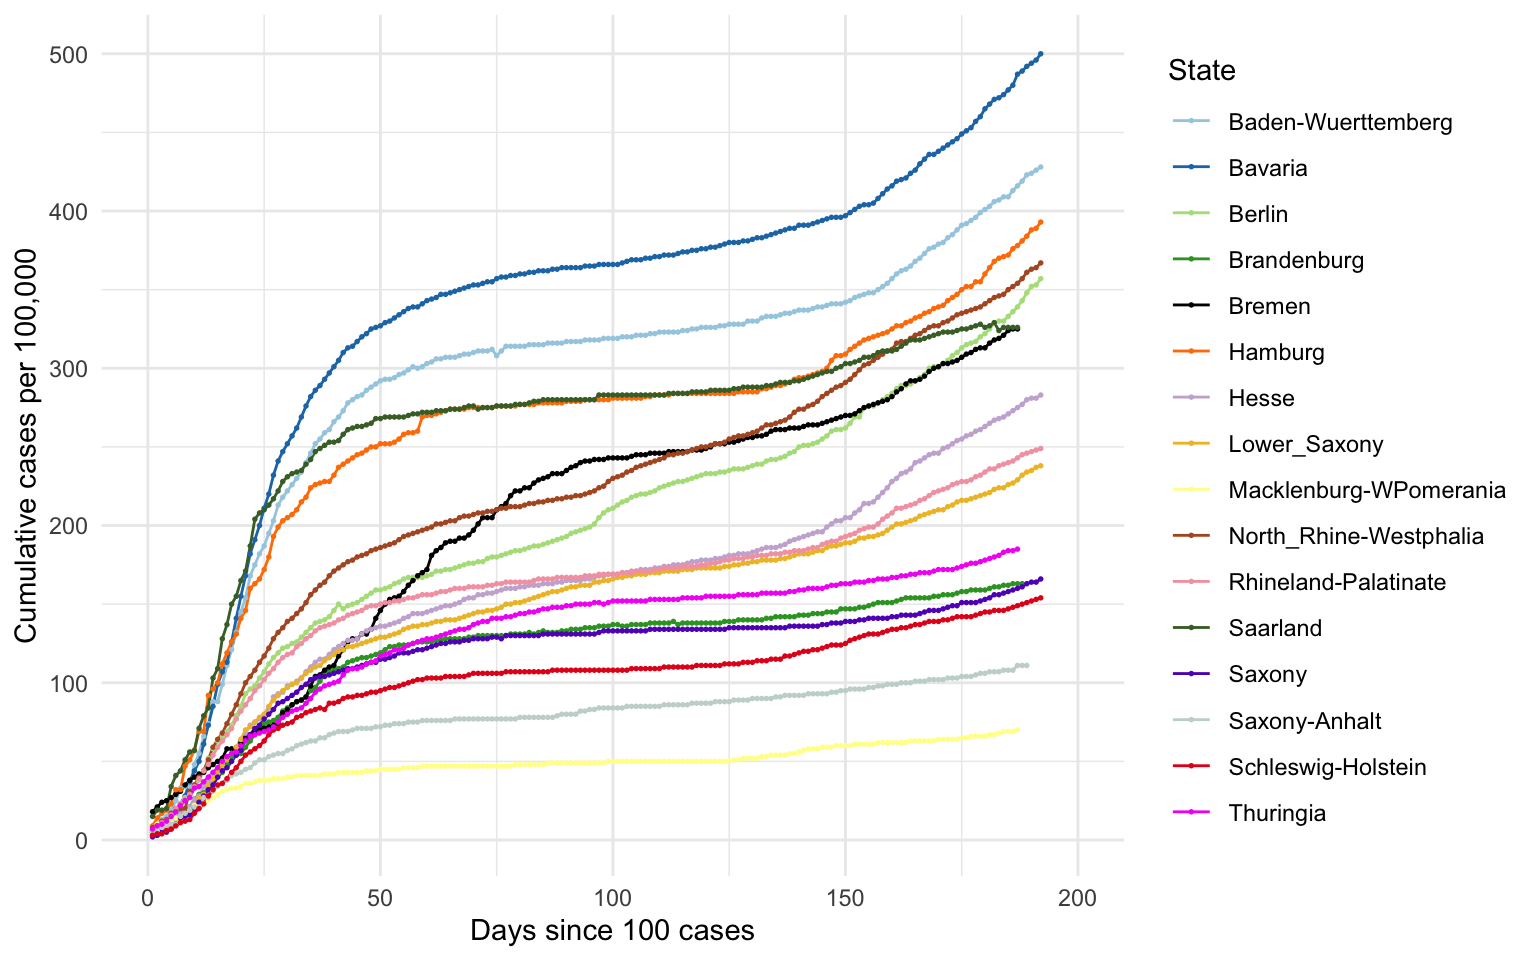 500
400
300
200
100
0
0
50
100
150
200
Days since 100 cases
Cumulative cases per 100,000
State
Baden-Wuerttemberg
Bavaria
Berlin
Brandenburg
Bremen
Hamburg
Hesse
Lower_Saxony
Macklenburg-WPomerania
North_Rhine-Westphalia
Rhineland-Palatinate
Saarland
Saxony
Saxony-Anhalt
Schleswig-Holstein
Thuringia